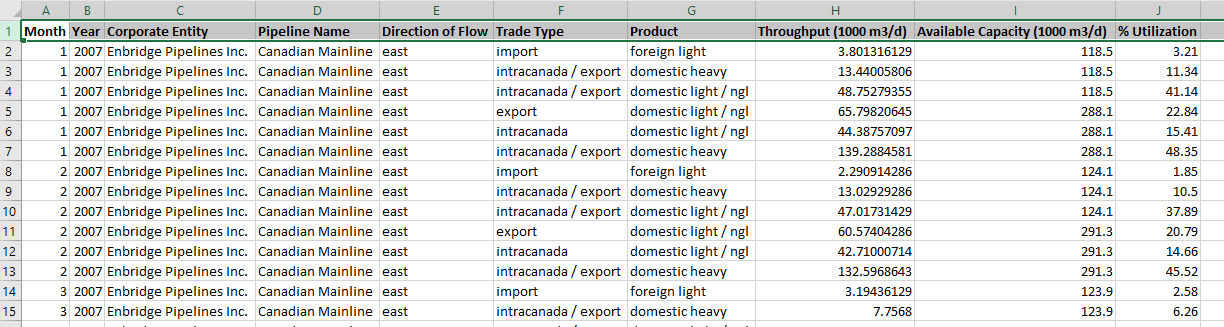 A B C D E F G H I J
1 Month Year Corporate Entity Pipeline Name Direction of Flow Trade Type Product Throughput (1000 m3/d) Available Capacity (1000 m3/d) % Utilization
2 1 2007 Enbridge Pipelines Inc. Canadian Mainline east import foreign light 3.801316129 118.5 3.21
3 1 2007 Enbridge Pipelines Inc. Canadian Mainline east intracanada / export domestic heavy 13.44005806 118.5 11.34
4 1 2007 Enbridge Pipelines Inc. Canadian Mainline east intracanada / export domestic light / ngl 48.75279355 118.5 41.14
5 1 2007 Enbridge Pipelines Inc. Canadian Mainline east export domestic light / ngl 65.79820645 288.1 22.84
6 1 2007 Enbridge Pipelines Inc. Canadian Mainline east intracanada domestic light / ngl 44.38757097 288.1 15.41
7 1 2007 Enbridge Pipelines Inc. Canadian Mainline east intracanada / export domestic heavy 139.2884581 288.1 48.35
8 2 2007 Enbridge Pipelines Inc. Canadian Mainline east import foreign light 2.290914286 124.1 1.85
9 2 2007 Enbridge Pipelines Inc. Canadian Mainline east intracanada / export domestic heavy 13.02929286 124.1 10.5
10 2 2007 Enbridge Pipelines Inc. Canadian Mainline east intracanada / export domestic light / ngl 47.01731429 124.1 37.89
11 2 2007 Enbridge Pipelines Inc. Canadian Mainline east export domestic light / ngl 60.57404286 291.3 20.79
12 2 2007 Enbridge Pipelines Inc. Canadian Mainline east intracanada domestic light / ngl 42.71000714 291.3 14.66
13 2 2007 Enbridge Pipelines Inc. Canadian Mainline east intracanada / export domestic heavy 132.5968643 291.3 45.52
14 3 2007 Enbridge Pipelines Inc. Canadian Mainline east import foreign light 3.19436129 123.9 2.58
15 3 2007 Enbridge Pipelines Inc. Canadian Mainline east intracanada / export domestic heavy 7.7568 123.9 6.26